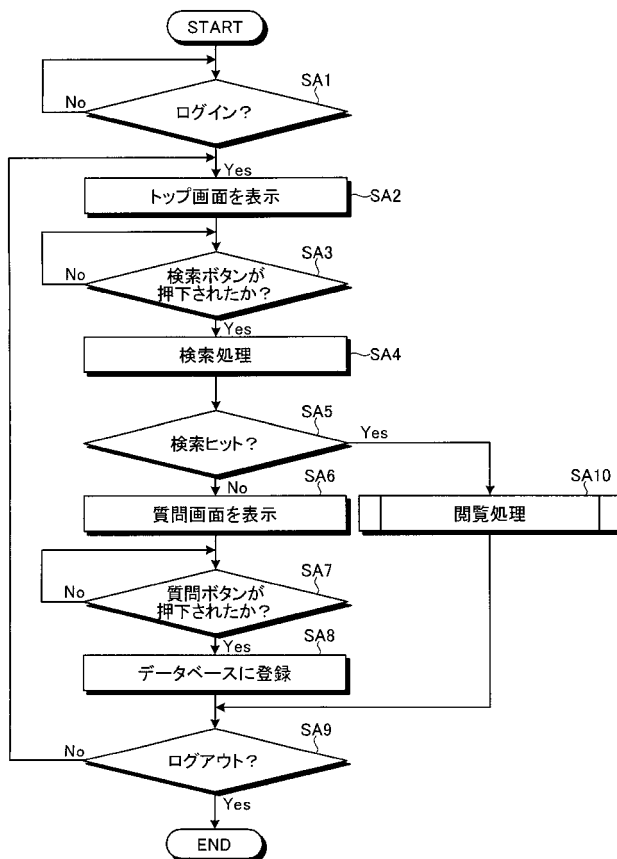 START
SA1
ログイン?
No
Yes
トップ画面を表示
SA2
SA3
検索ボタンが
押下されたか?
No
Yes
検索処理
SA4
SA5
検索ヒット?
Yes
No
SA6
質問画面を表示
SA10
閲覧処理
SA7
質問ボタンが
押下されたか?
No
Yes
SA8
データベースに登録
SA9
ログアウト?
No
Yes
END